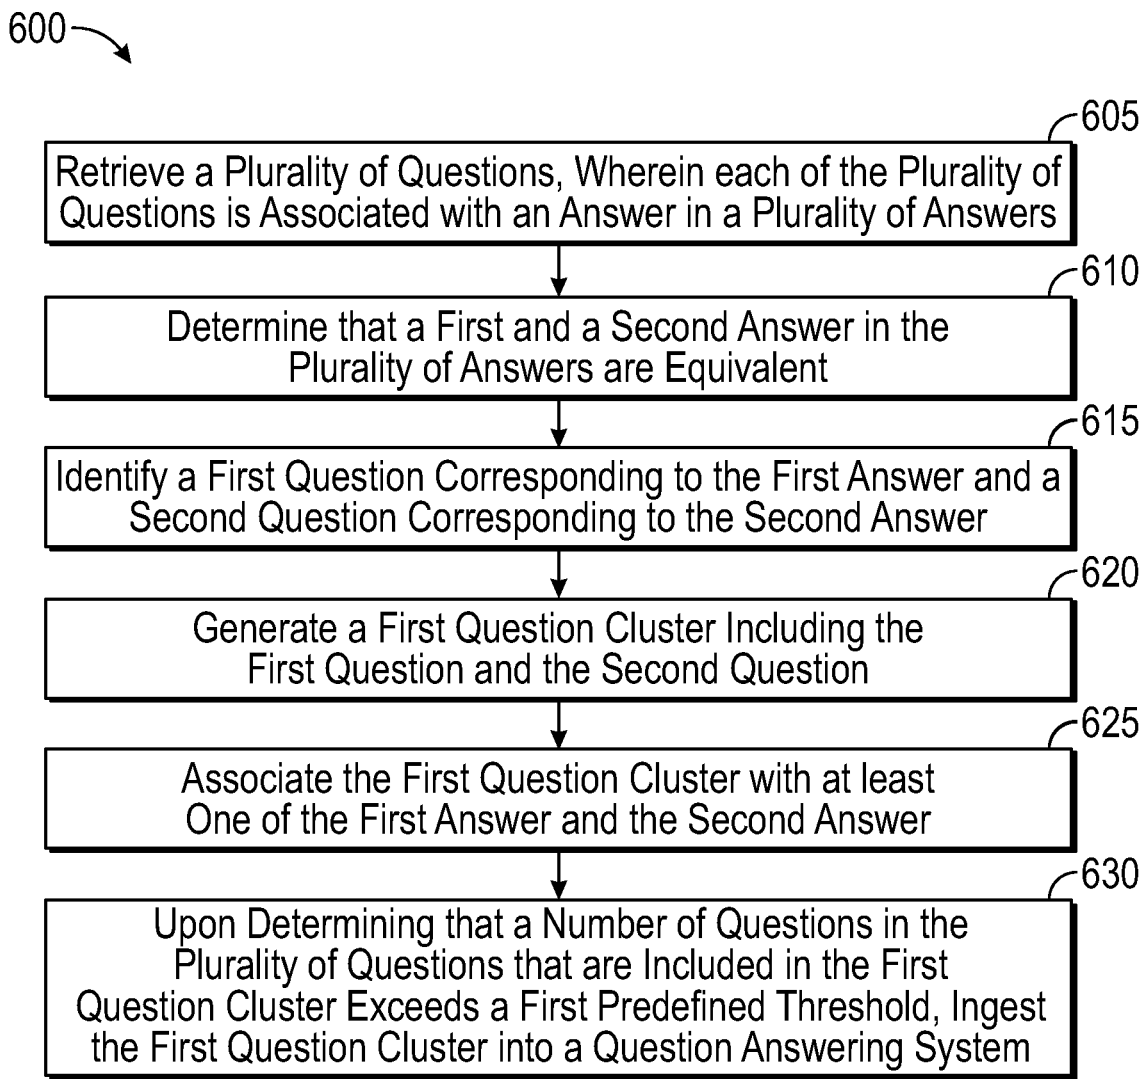 600
605
Retrieve a Plurality of Questions, Wherein each of the Plurality of
Questions is Associated with an Answer in a Plurality of Answers
610
Determine that a First and a Second Answer in the
Plurality of Answers are Equivalent
615
Identify a First Question Corresponding to the First Answer and a
Second Question Corresponding to the Second Answer
620
Generate a First Question Cluster Including the
First Question and the Second Question
625
Associate the First Question Cluster with at least
One of the First Answer and the Second Answer
630
Upon Determining that a Number of Questions in the
Plurality of Questions that are Included in the First
Question Cluster Exceeds a First Predefined Threshold, Ingest
the First Question Cluster into a Question Answering System